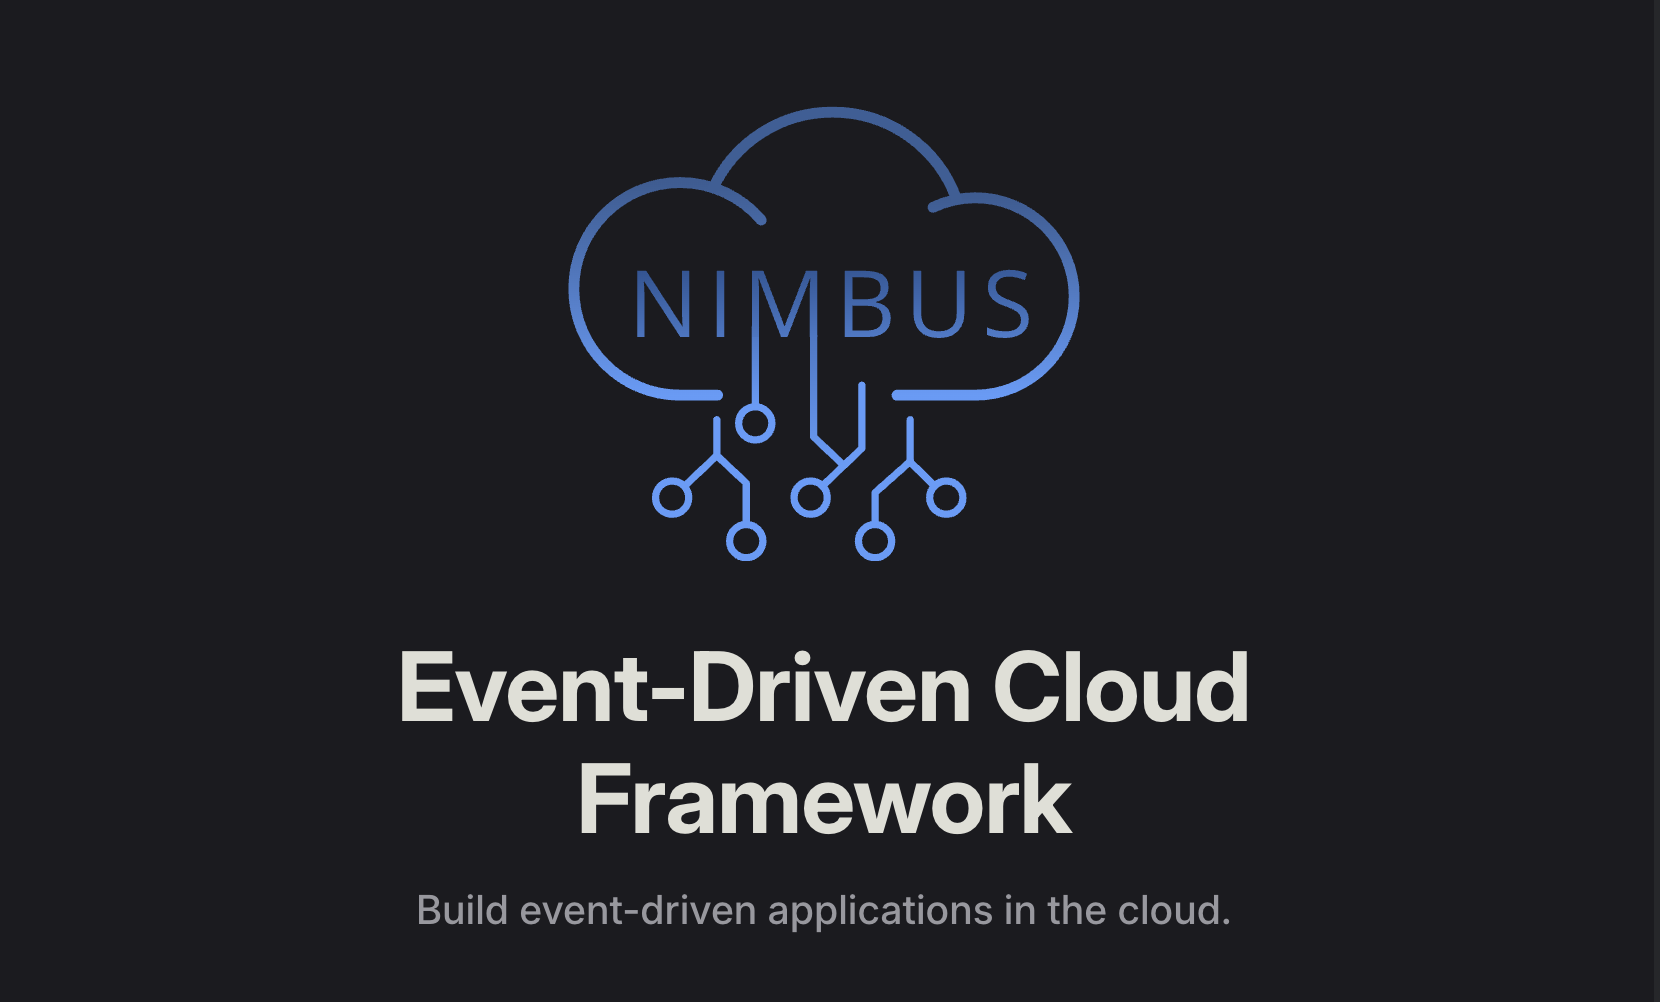 NIMBUS
Event-Driven Cloud
Framework
Build event-driven applications in the cloud.